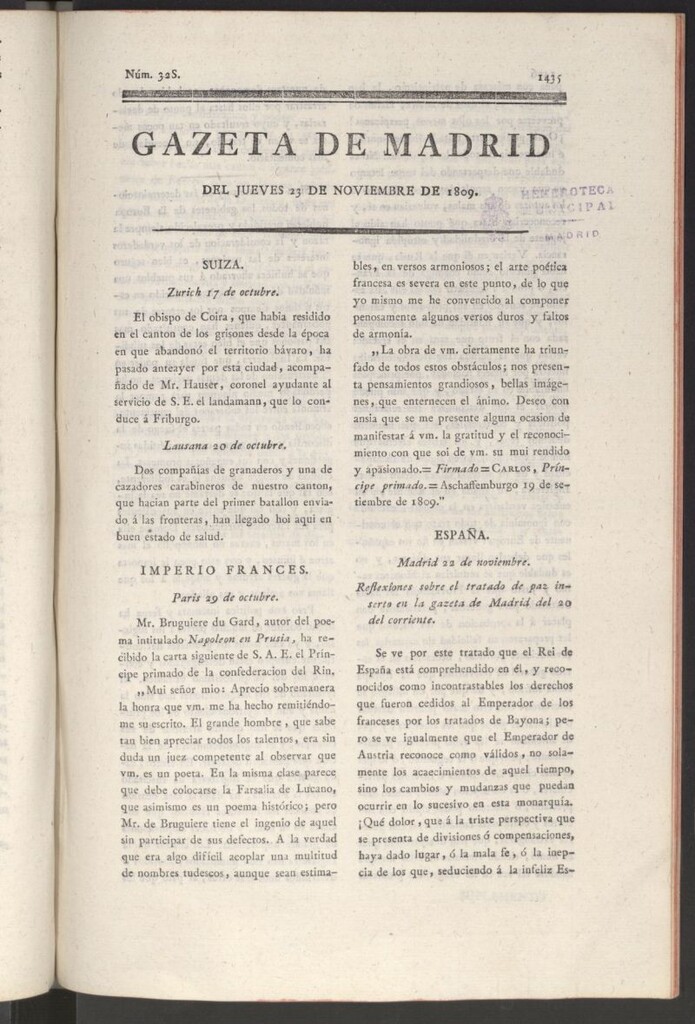 Núm. 328.
1435
GAZETA DE MADRID
DEL JUEVES 23 DE NOVIEMBRE DE 1809.
HEMEROTECA
MUNICIPAL
MADRID
SUIZA.
Zurich 17 de octubre.
El obispo de Coira, que habia residido
en el canton de los grisones desde la época
en que abandonó el territorio bávaro, ha
pasado anteayer por está ciudad, acompa-
ñado de Mr. Hauser, coronel ayudante al
servicio de S. E. el landamann, que lo con-
duce á Friburgo.
Lausana 20 de octubre.
Dos compañias de granaderos y una de
cazadores carabineros de nuestro canton,
que hacian parte del primer batallon envia-
do á las fronteras, han llegado hoi aqui en
buen estado de salud.
IMPERIO FRANCES.
Paris 29 de octubre.
Mr. Bruguiere du Gard, autor del poe-
ma intitulado Napoleon en Prusia, ha re-
cibido la carta siguiente de S. A. E. el Prín-
cipe primado de la confederacion del Rin.
„Mui señor mio: Aprecio sobremanera
la honra que vm. me ha hecho remitiéndo-
me su escrito. El grande hombre, que sabe
tan bien apreciar todos los talentos, era sin
duda un juez competente al observar que
vm. es un poeta. En la misma clase parece
que debe colocarse la Farsalia de Lucano,
que asimismo es un poema histórico; pero
Mr. de Bruguiere tiene el ingenio de aquel
sin participar de sus defectos. A la verdad
que era algo dificil acoplar una multitud
de nombres tudescos, aunque sean estima-
bles, en versos armoniosos; el arte poética
francesa es severa en este punto, de lo que
yo mismo me he convencido al componer
penosamente algunos versos duros y faltos
de armonía.
„La obra de vm. ciertamente ha triun-
fado de todos estos obstáculos; nos presen-
ta pensamientos grandiosos, bellas imáge-
nes, que enternecen el ánimo. Deseo con
ansia que se me presente alguna ocasion de
manifestar á vm. la gratitud y el reconoci-
miento con que soi de vm. su mui rendido
y apasionado.= Firmado = CARLOS, Prín-
cipe primado.= Aschaffemburgo 19 de se-
tiembre de 1809."
ESPAÑA.
Madrid 22 de noviembre.
Reflexiones sobre el tratado de paz in-
serto en la gazeta de Madrid del 20
del corriente.
Se ve por este tratado que el Rei de
España está comprehendido en él, y reco-
nocidos como incontrastables los derechos
que fueron cedidos al Emperador de los
franceses por los tratados de Bayona; pe-
ro se ve igualmente que el Emperador de
Austria reconoce como válidos, no sola-
mente los acaecimientos de aquel tiempo,
sino los cambios y mudanzas que puedan
ocurrir en lo sucesivo en esta monarquía.
¡Qué dolor, que á la triste perspectiva que
se presenta de divisiones ó compensaciones,
haya dado lugar, ó la mala fe, ó la inep-
cia de los que, seduciendo á la infeliz Es-